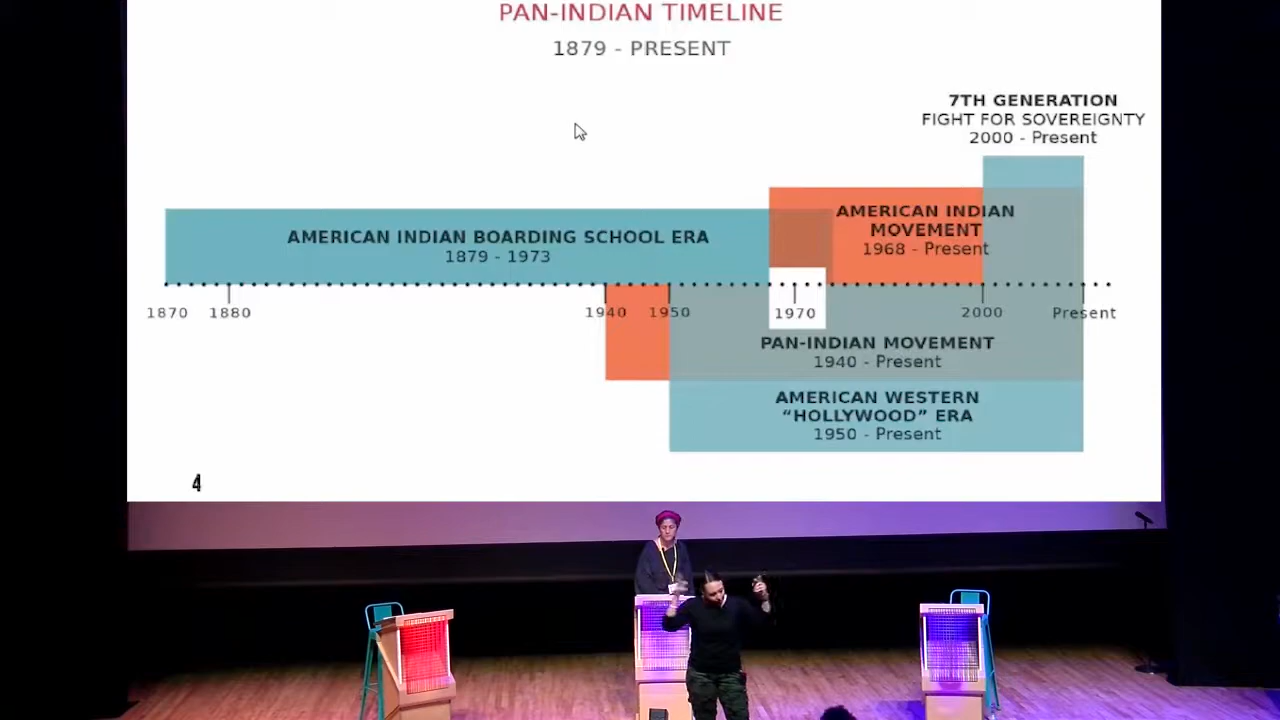 PAN-INDIAN TIMELINE
1879 - PRESENT
7TH GENERATION
FIGHT FOR SOVEREIGNTY
2000 - Present
AMERICAN INDIAN BOARDING SCHOOL ERA
1879 - 1973
AMERICAN INDIAN
MOVEMENT
1968 - Present
1870 1880 1940 1950 1970 2000 Present
PAN-INDIAN MOVEMENT
1940 - Present
AMERICAN WESTERN
“HOLLYWOOD” ERA
1950 - Present
4